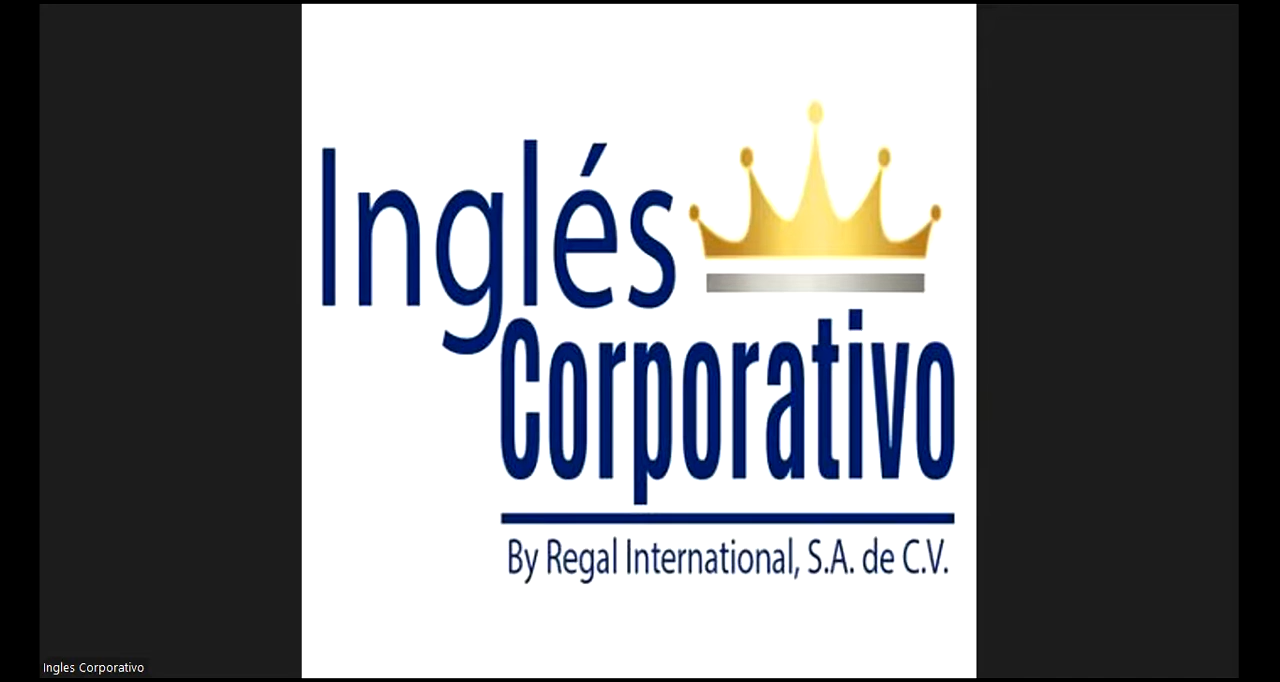 Inglés
Corporativo
By Regal International, S.A. de C.V.
Ingles Corporativo